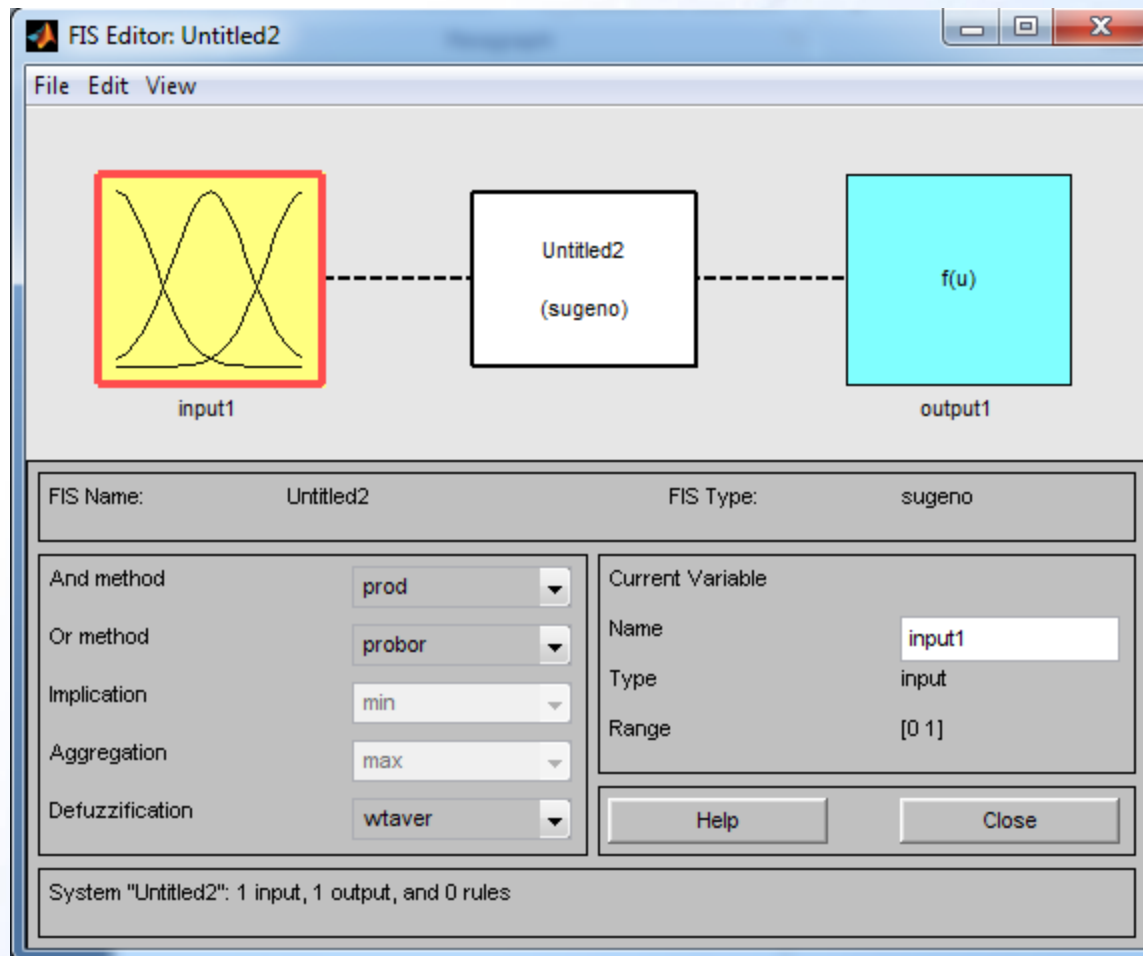 FIS Editor: Untitled2
File Edit View
Untitled2
(sugeno)
f(u)
input1
output1
FIS Name: Untitled2 FIS Type: sugeno
And method prod
Or method probor
Implication min
Aggregation max
Defuzzification wtaver
Current Variable
Name input1
Type input
Range [0 1]
Help Close
System "Untitled2": 1 input, 1 output, and 0 rules